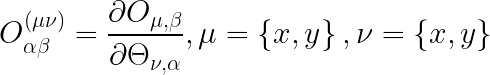 $O_{\alpha\beta}^{(\mu\nu)} = \frac{\partial O_{\mu,\beta}}{\partial \Theta_{\nu,\alpha}}, \mu = \{x, y\}, \nu = \{x, y\}$